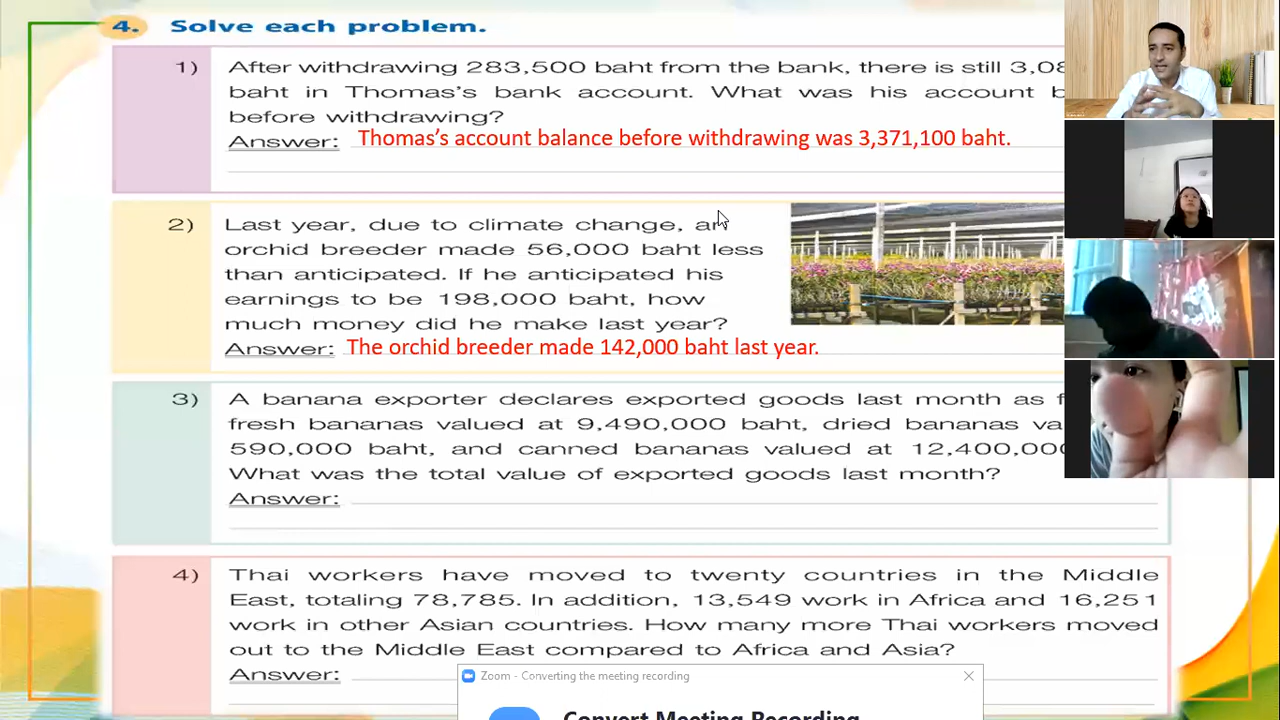 4. Solve each problem.
1) After withdrawing 283,500 baht from the bank, there is still 3,08
baht in Thomas's bank account. What was his account b
before withdrawing?
Answer: Thomas's account balance before withdrawing was 3,371,100 baht.
2) Last year, due to climate change, an
orchid breeder made 56,000 baht less
than anticipated. If he anticipated his
earnings to be 198,000 baht, how
much money did he make last year?
Answer: The orchid breeder made 142,000 baht last year.
3) A banana exporter declares exported goods last month as f
fresh bananas valued at 9,490,000 baht, dried bananas va
590,000 baht, and canned bananas valued at 12,400,000
What was the total value of exported goods last month?
Answer:
4) Thai workers have moved to twenty countries in the Middle
East, totaling 78,785. In addition, 13,549 work in Africa and 16,251
work in other Asian countries. How many more Thai workers moved
out to the Middle East compared to Africa and Asia?
Answer:
Zoom - Converting the meeting recording
Convert Meeting Recording